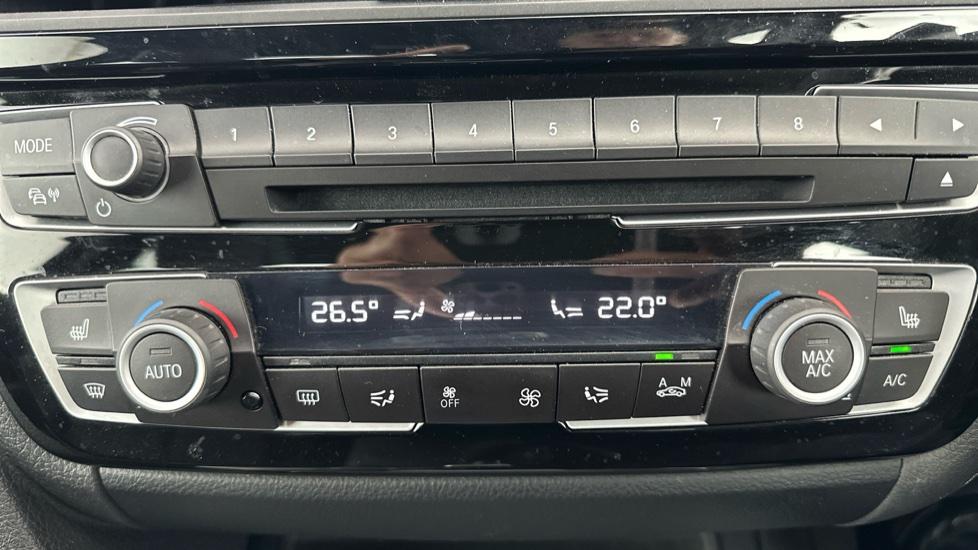 MODE 1 2 3 4 5 6 7 8
26.5° 22.0°
AUTO OFF A M MAX A/C A/C